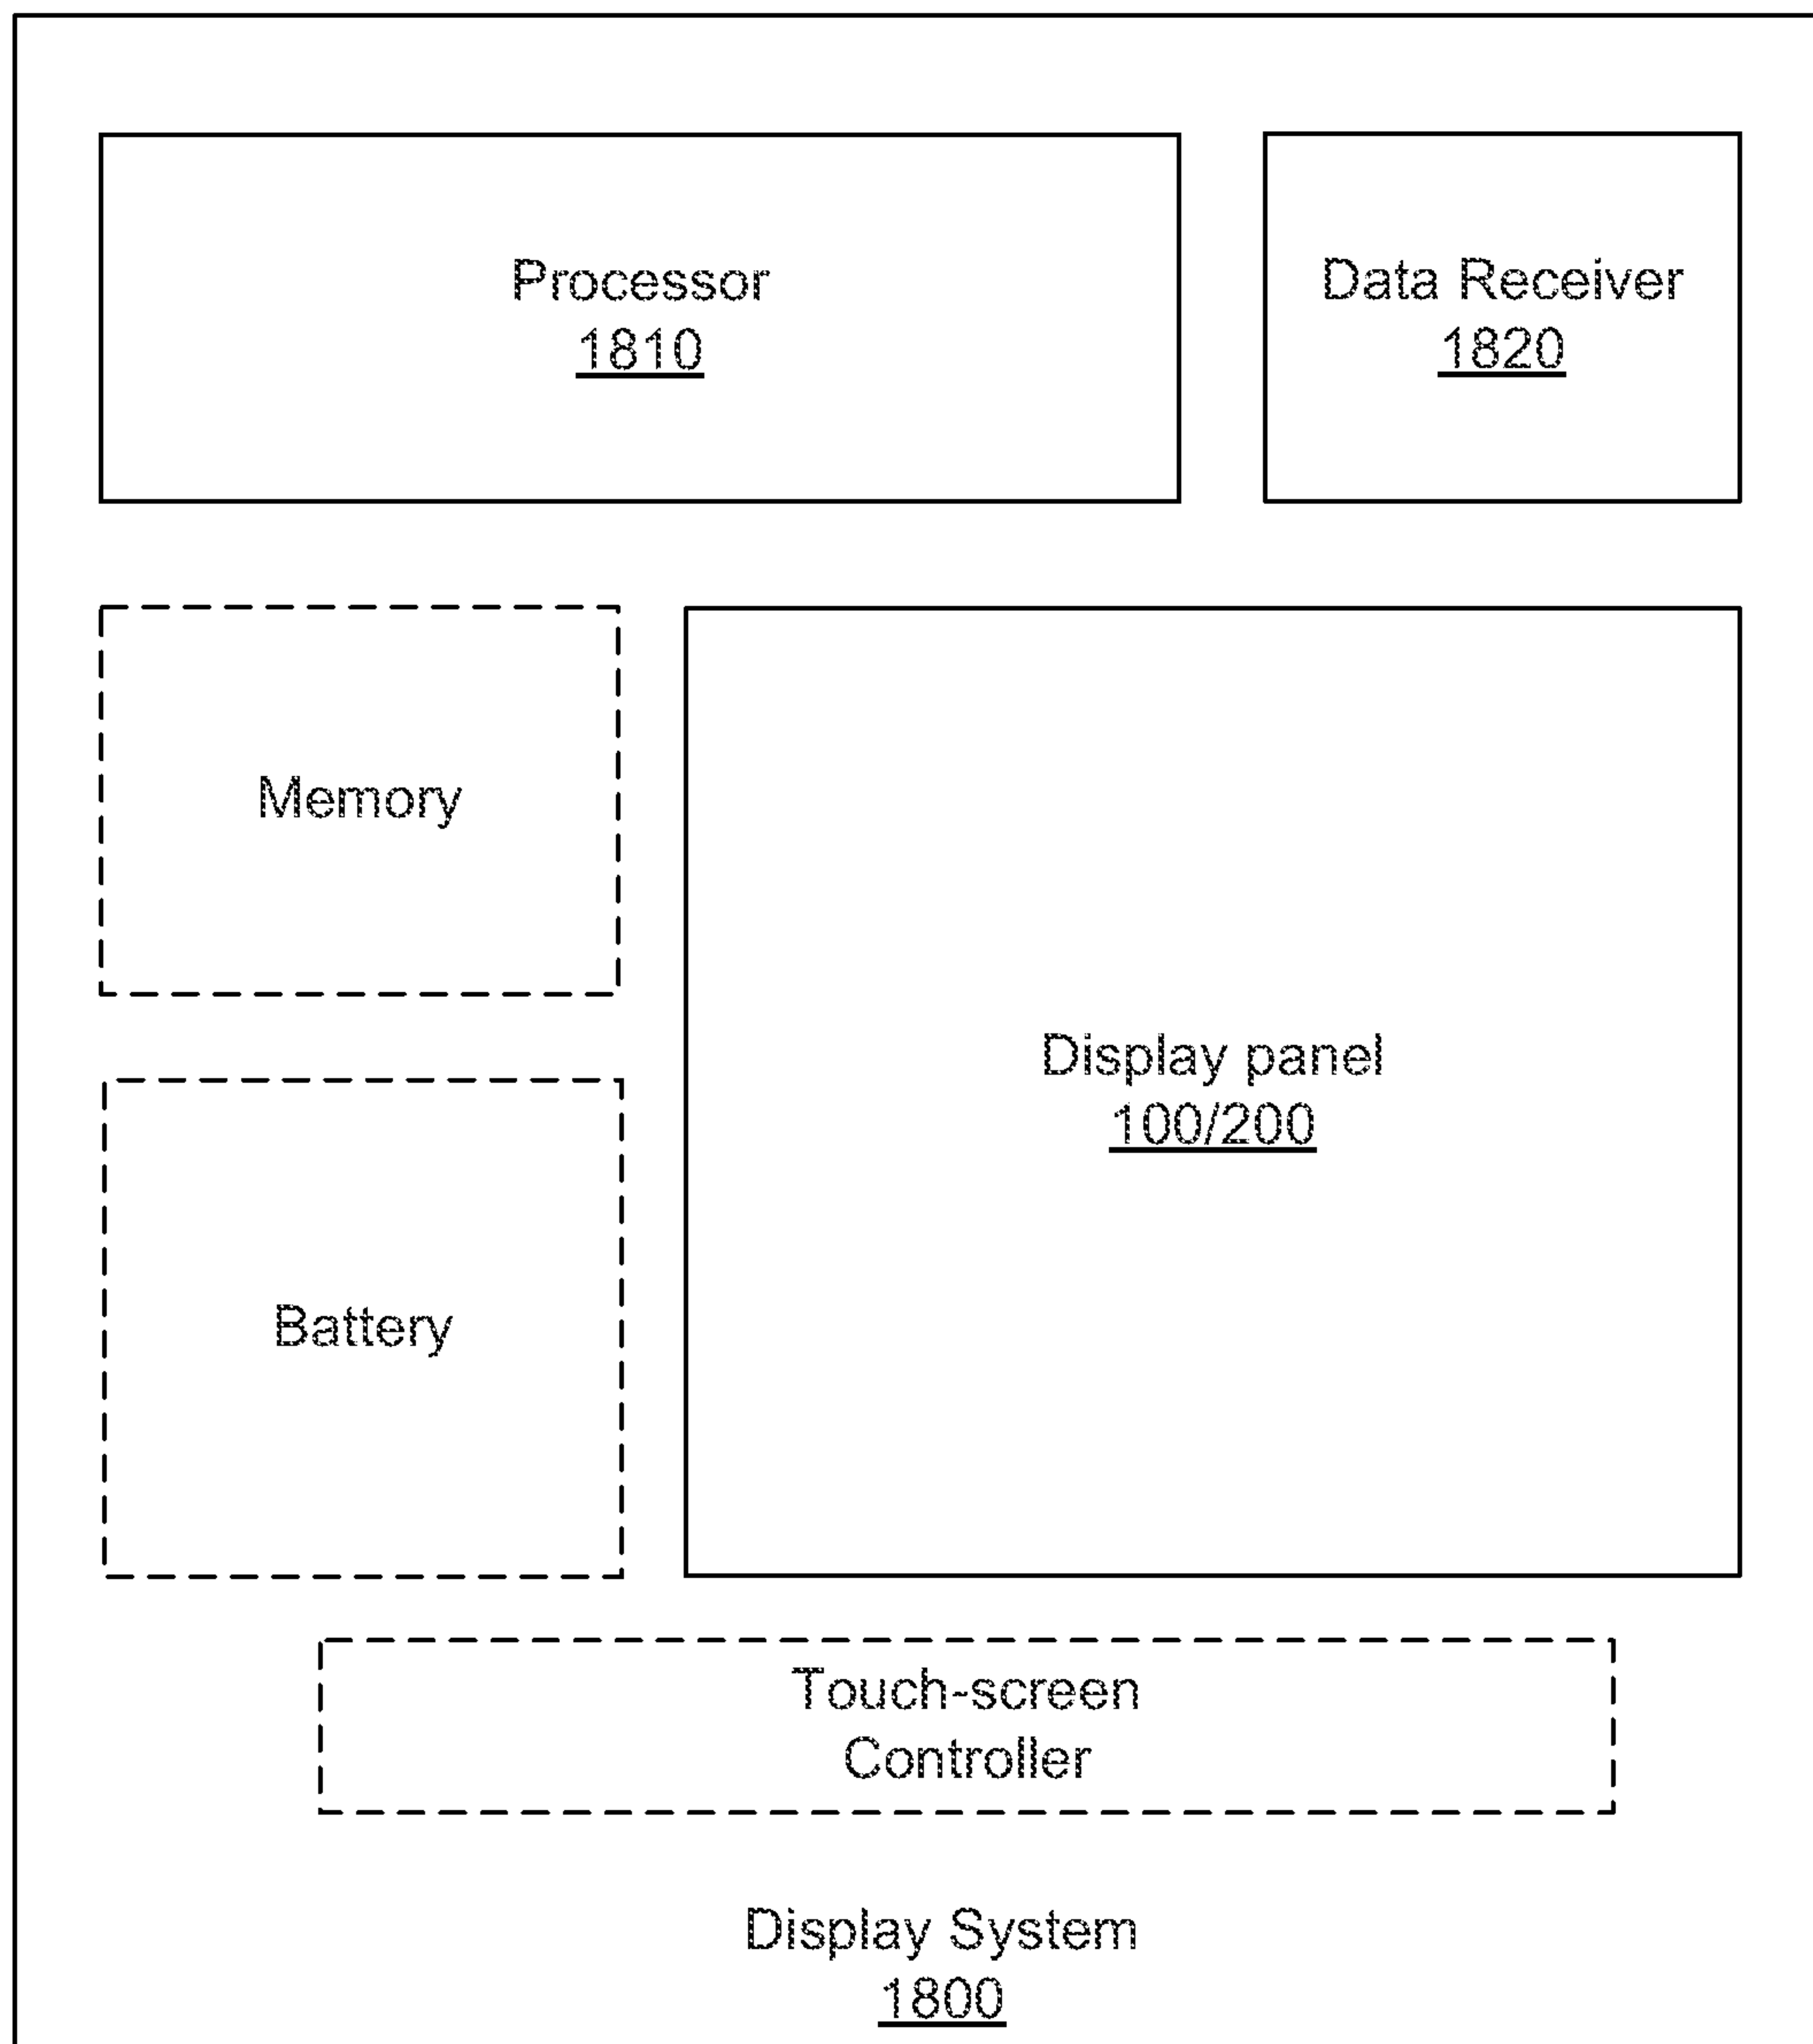 Processor
1810
Data Receiver
1820
Memory
Display panel
100/200
Battery
Touch-screen
Controller
Display System
1800